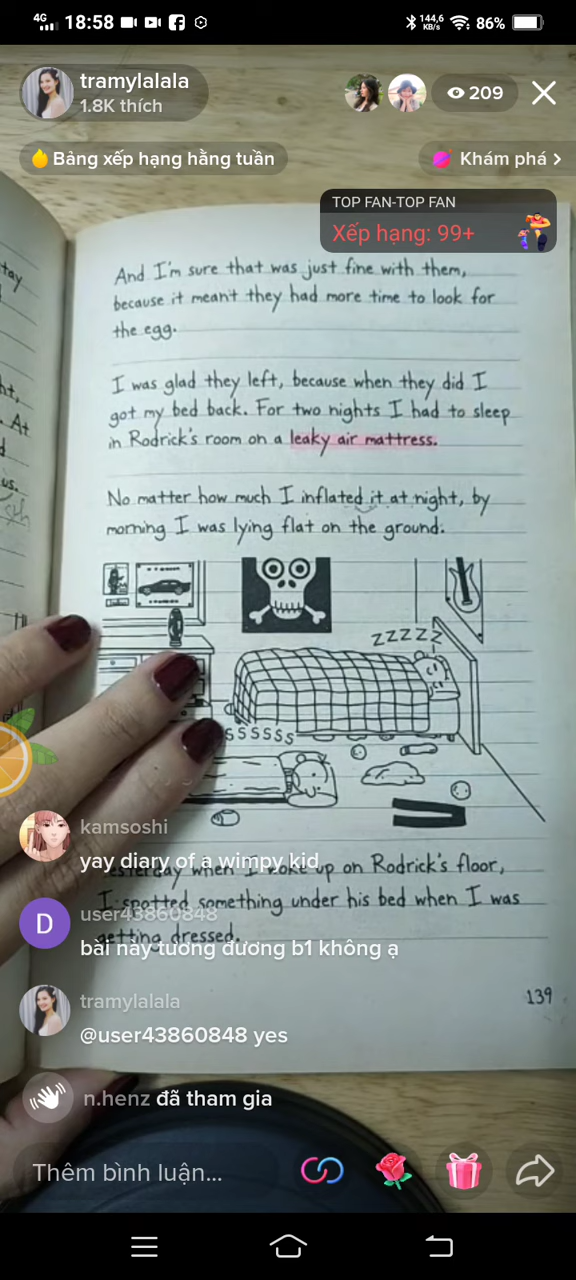 4G 18:58 144,6 KB/s 86%
tramylalala
1.8K thích
209
Bảng xếp hạng hằng tuần
Khám phá
TOP FAN-TOP FAN
Xếp hạng: 99+
And I'm sure that was just fine with them,
because it meant they had more time to look for
the egg.
I was glad they left, because when they did I
got my bed back. For two nights I had to sleep
in Rodrick's room on a leaky air mattress.
No matter how much I inflated it at night, by
morning I was lying flat on the ground.
ZZZZZ
SSSSSS
Yesterday when I woke up on Rodrick's floor,
I spotted something under his bed when I was
getting dressed.
139
tay
At
us.
kamsoshi
yay diary of a wimpy kid
D
user43860848
bài này tương đương b1 không ạ
tramylalala
@user43860848 yes
n.henz đã tham gia
Thêm bình luận...